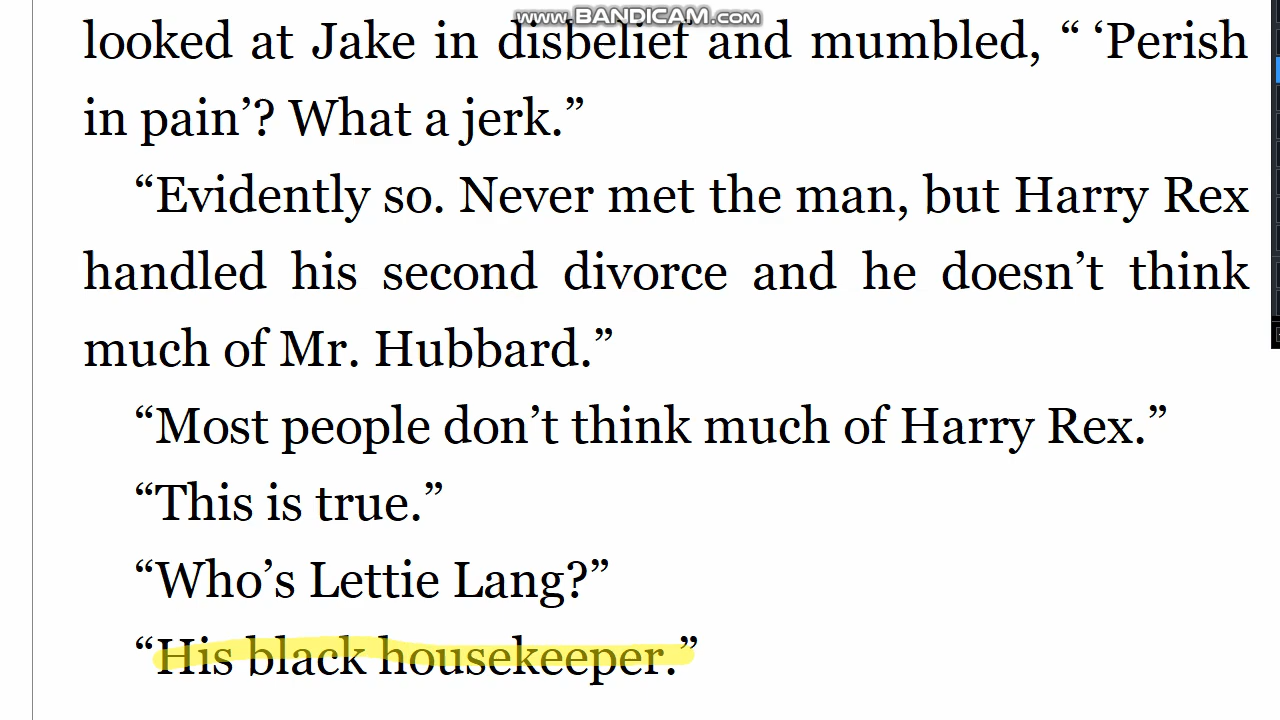 www.BANDICAM.com
looked at Jake in disbelief and mumbled, “ ‘Perish
in pain’? What a jerk.”
“Evidently so. Never met the man, but Harry Rex
handled his second divorce and he doesn’t think
much of Mr. Hubbard.”
“Most people don’t think much of Harry Rex.”
“This is true.”
“Who’s Lettie Lang?”
“His black housekeeper.”